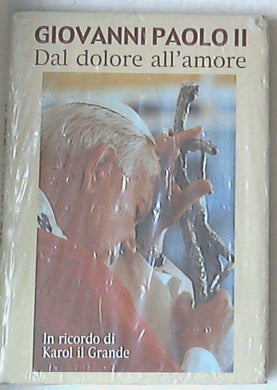 GIOVANNI PAOLO II
Dal dolore all'amore
In ricordo di
Karol il Grande